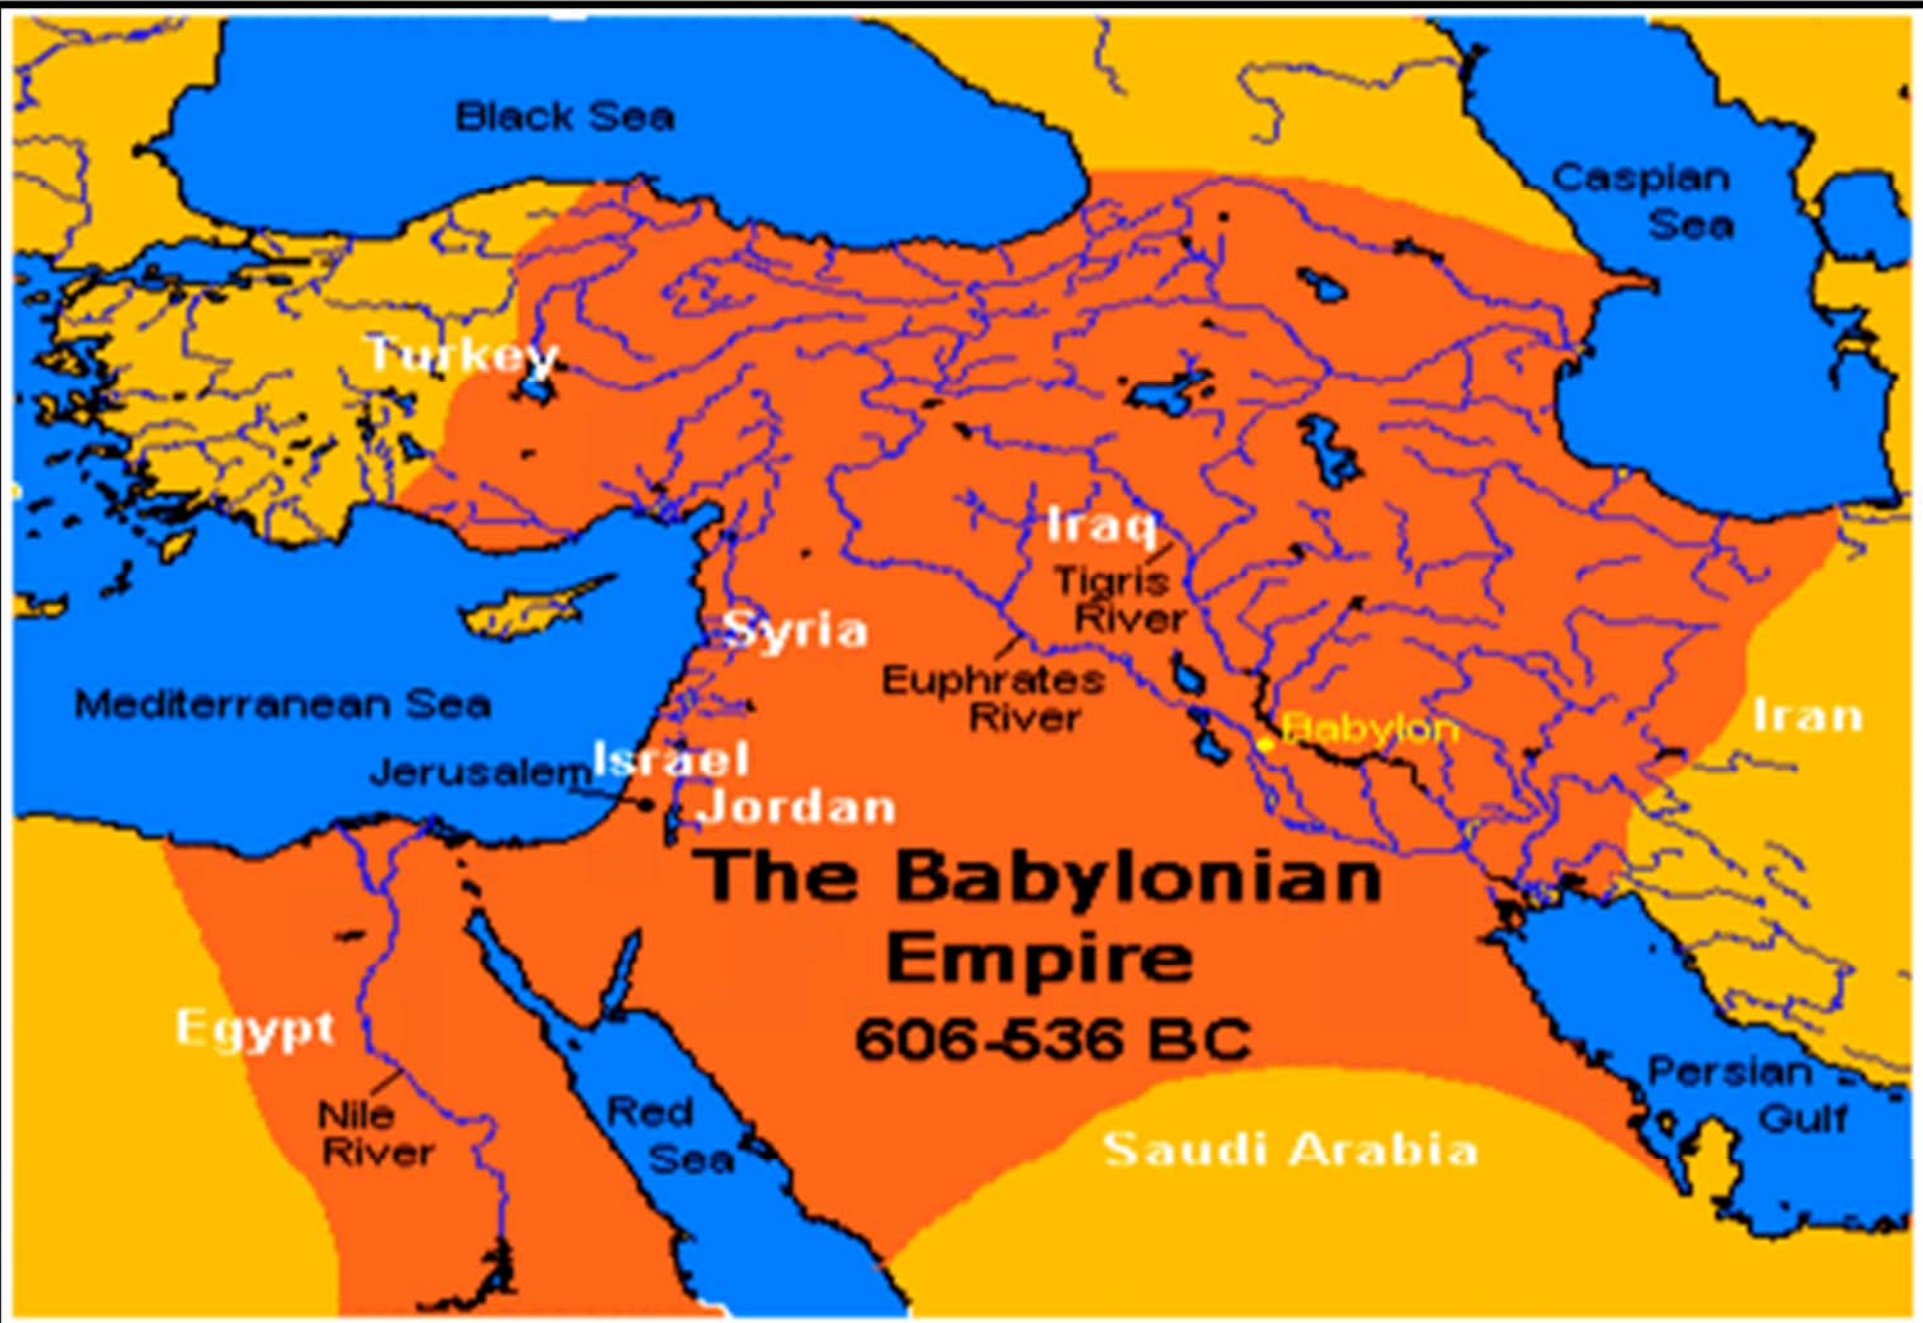 Black Sea
Caspian
Sea
Turkey
Iraq
Tigris
River
Syria
Euphrates
River
Mediterranean Sea
Iran
Babylon
Israel
Jerusalem
Jordan
The Babylonian
Empire
606-536 BC
Egypt
Nile
River
Red
Sea
Saudi Arabia
Persian
Gulf